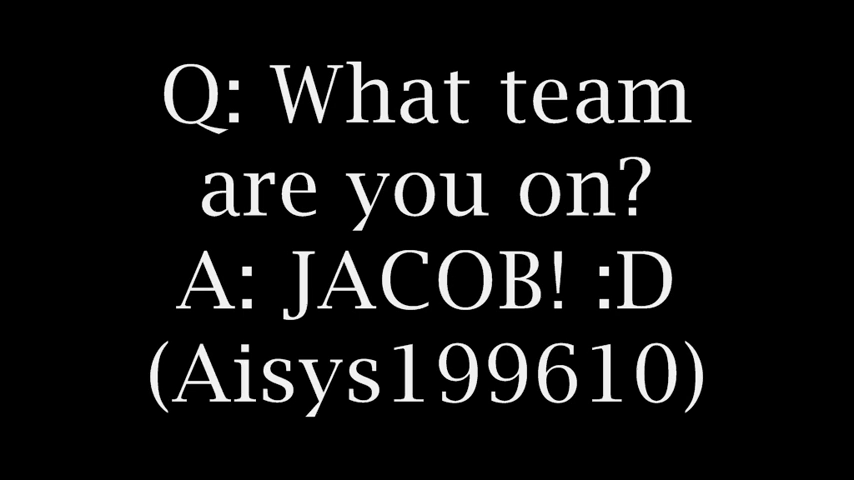 Q: What team
are you on?
A: JACOB! :D
(Aisys199610)